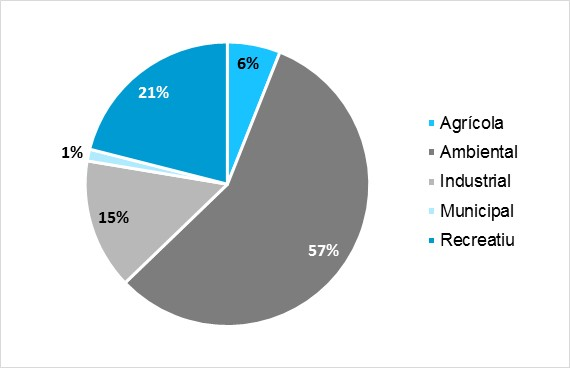 6%
21%
1%
15%
57%
Agrícola
Ambiental
Industrial
Municipal
Recreatiu